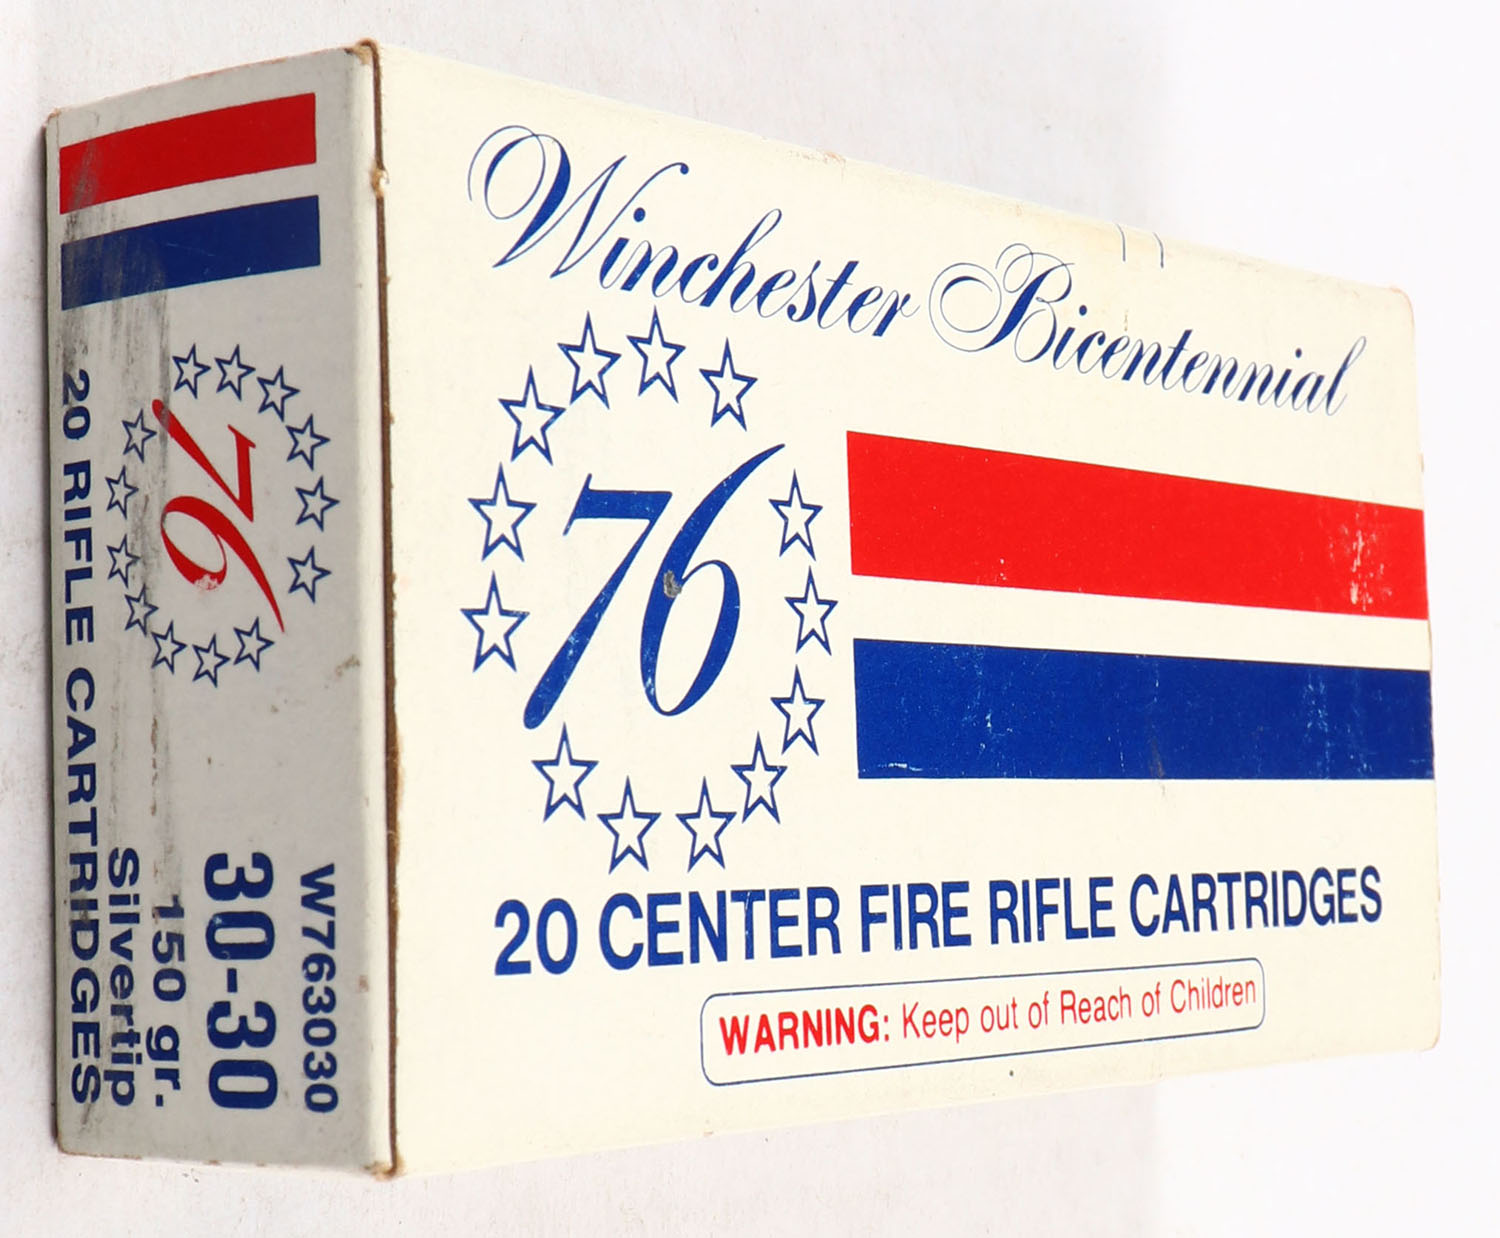 Winchester Bicentennial
76
20 CENTER FIRE RIFLE CARTRIDGES
WARNING: Keep out of Reach of Children
76
W763030
30-30
150 gr.
Silvertip
20 RIFLE CARTRIDGES